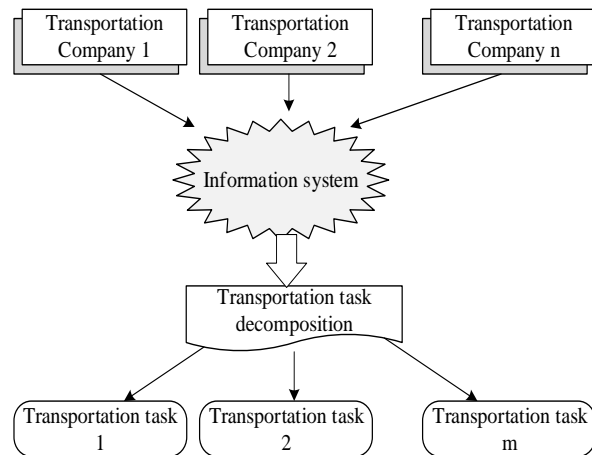 Transportation
Company 1
Transportation
Company 2
Transportation
Company n
Information system
Transportation task
decomposition
Transportation task
1
Transportation task
2
Transportation task
m